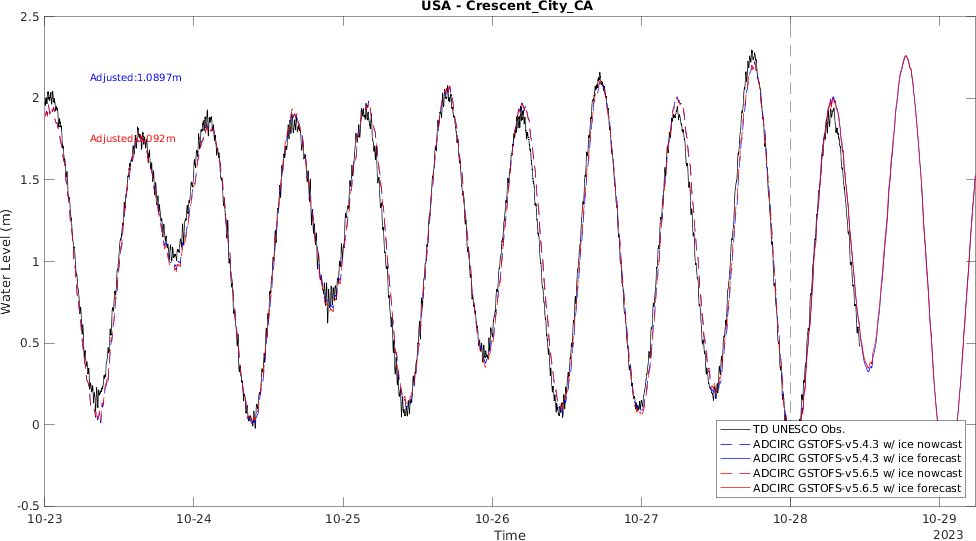 USA - Crescent_City_CA
2.5
2
1.5
1
0.5
0
-0.5
Water Level (m)
Adjusted:1.0897m
TD UNESCO Obs.
ADCIRC GSTOFS-v5.4.3 w/ ice nowcast
ADCIRC GSTOFS-v5.4.3 w/ ice forecast
ADCIRC GSTOFS-v5.6.5 w/ ice nowcast
ADCIRC GSTOFS-v5.6.5 w/ ice forecast
10-23 10-24 10-25 10-26 10-27 10-28 10-29
Time
2023